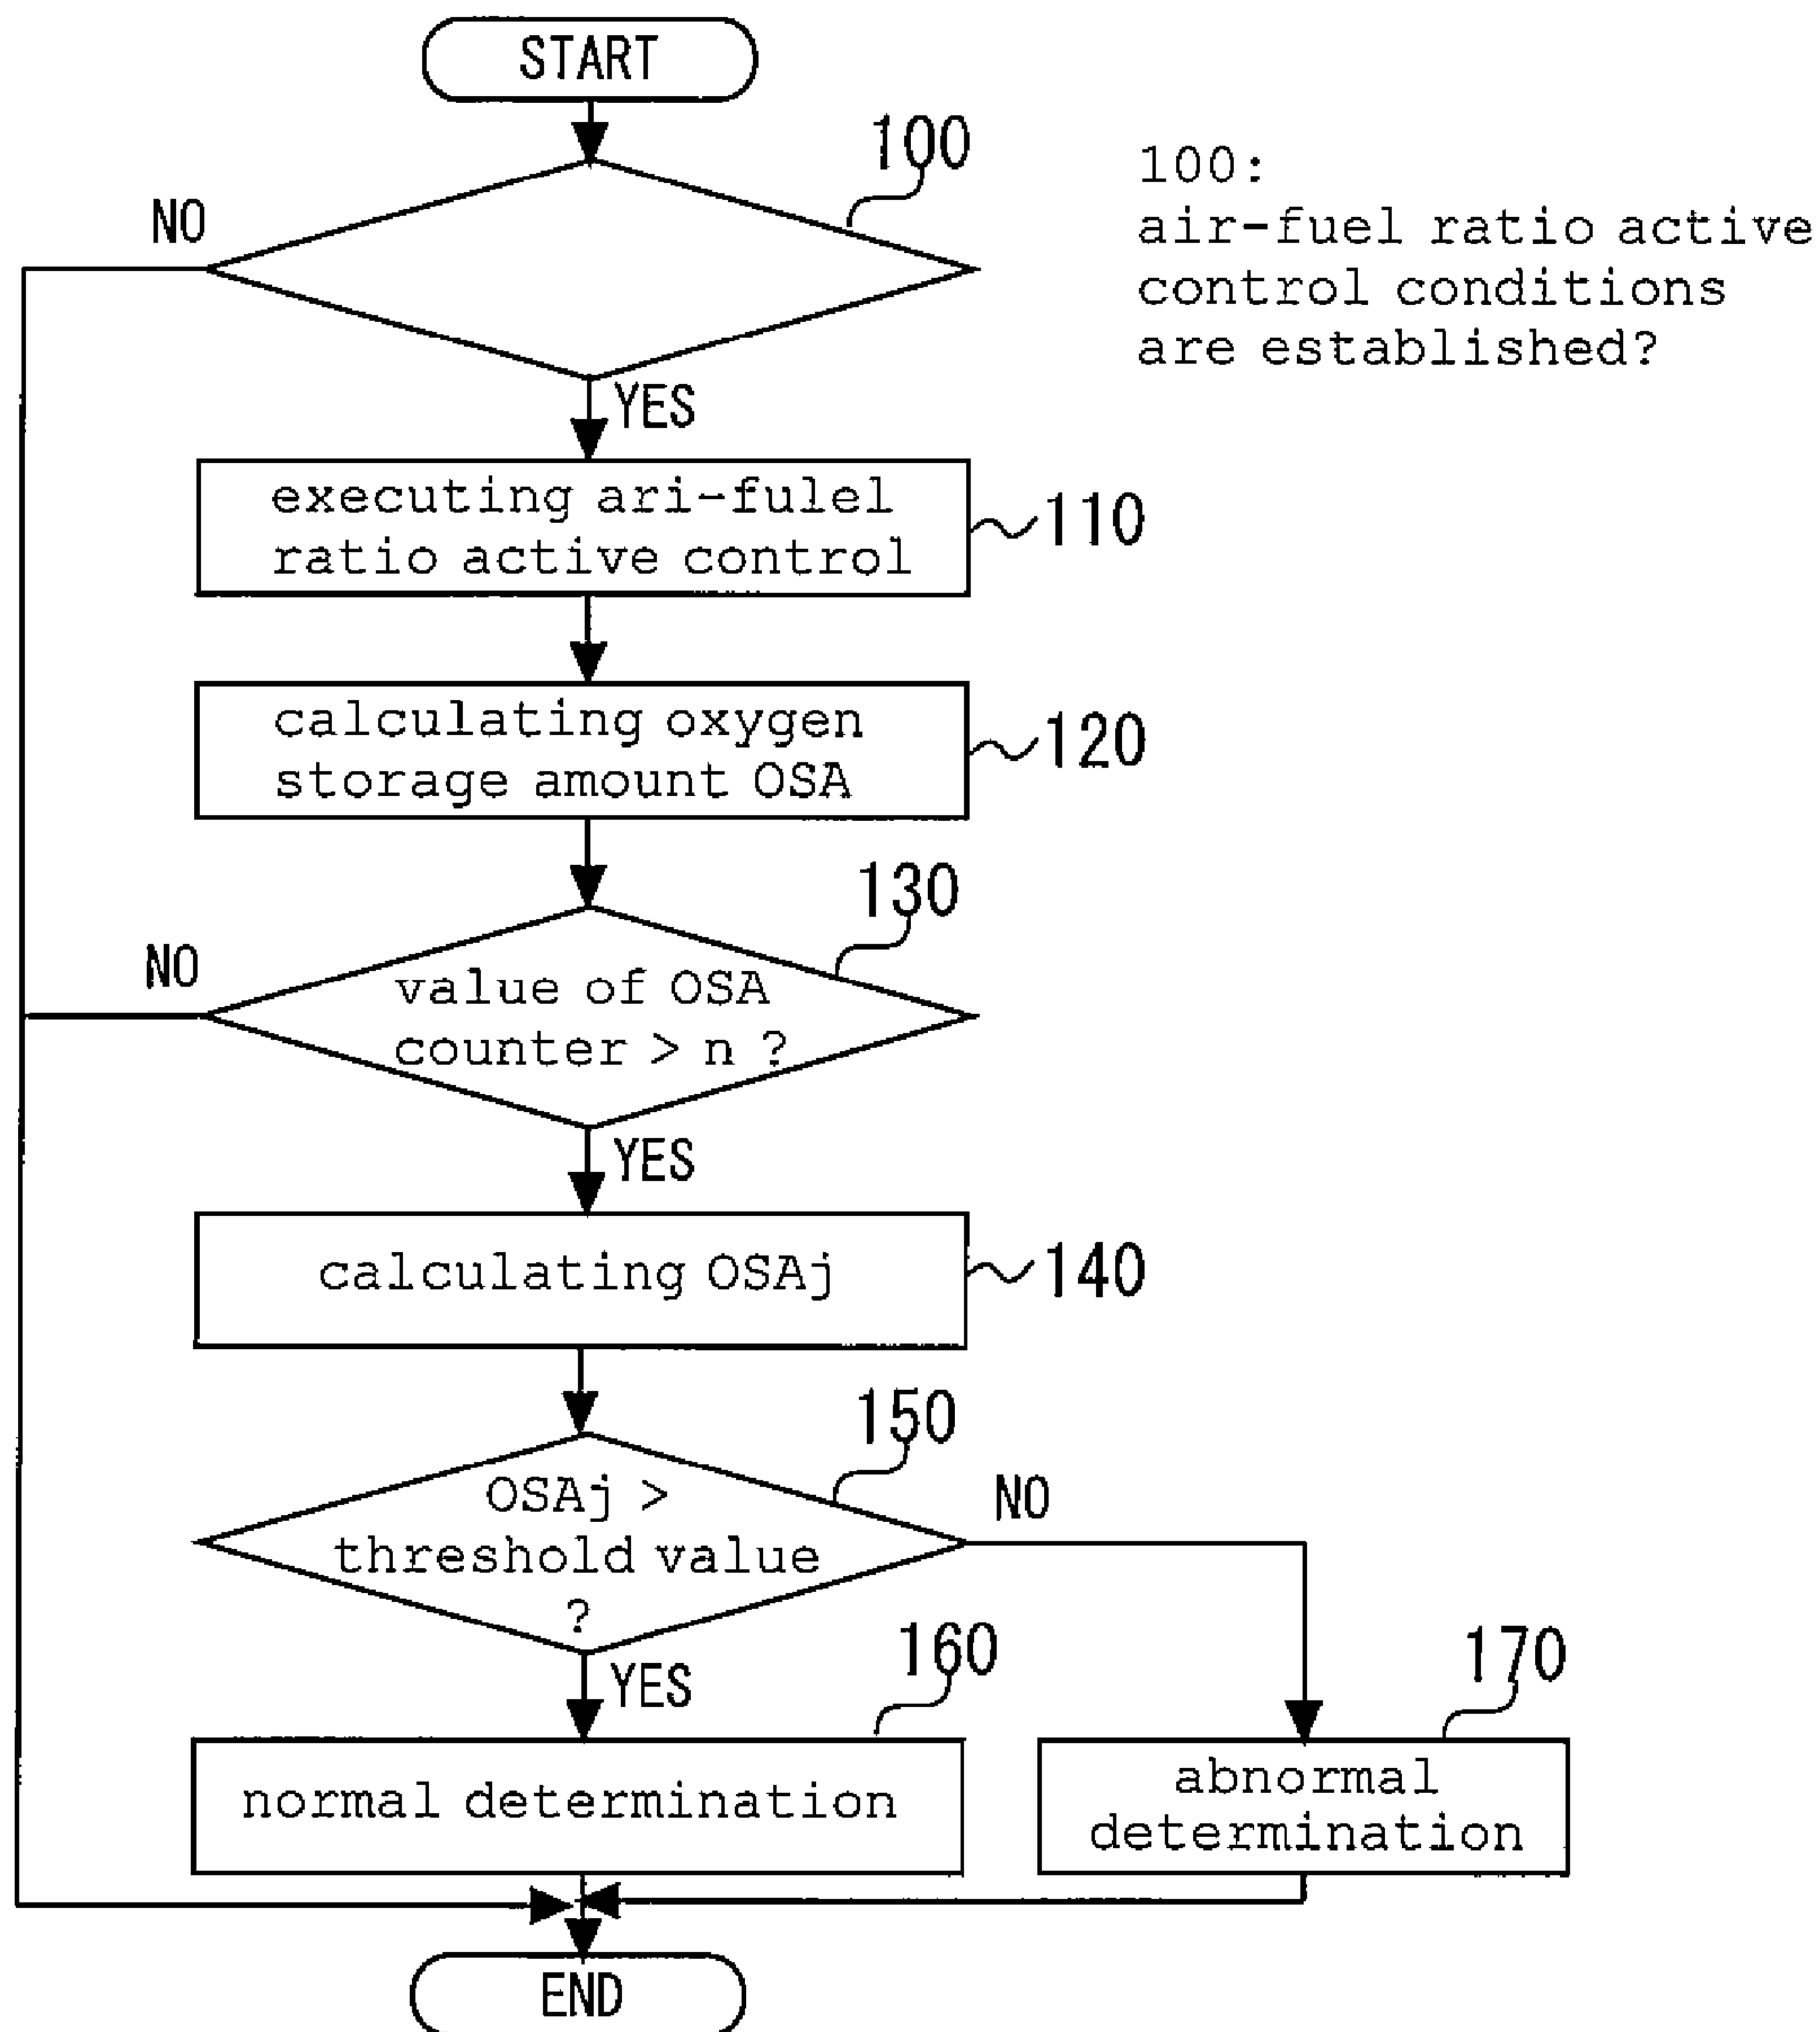 START
100
100:
air-fuel ratio active
control conditions
are established?
NO
YES
executing ari-fulel
ratio active control
110
calculating oxygen
storage amount OSA
120
130
NO
value of OSA
counter > n ?
YES
calculating OSAj
140
150
OSAj >
threshold value
?
NO
YES
160
normal determination
170
abnormal
determination
END